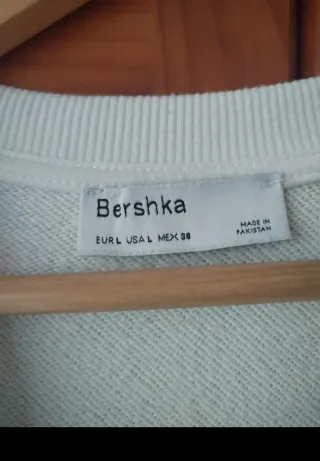 Bershka
EUR L USA L MEX 30
MADE IN
PAKISTAN